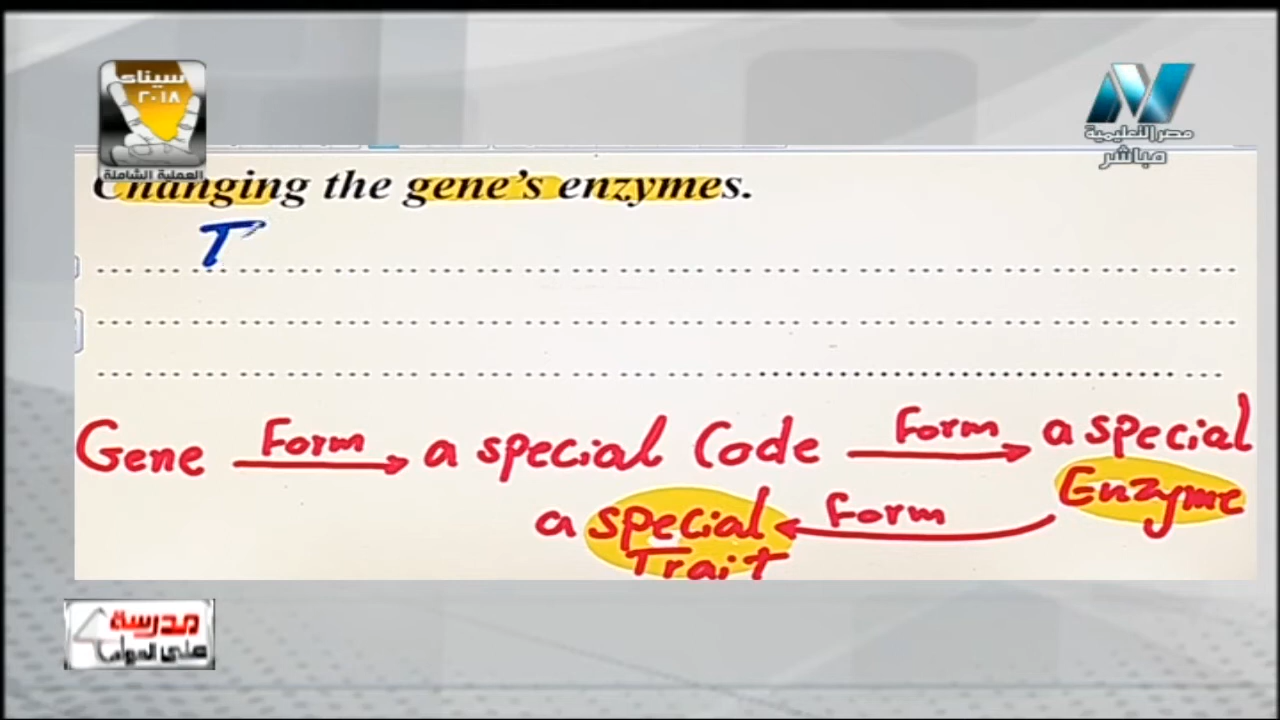 سيناء
٢٠١٨
العملية الشاملة
مصر التعليمية
مباشر
Changing the gene's enzymes.
T
Gene Form a special Code Form a special
Enzyme
a special Form
Trait
مدرسة
على الهواء